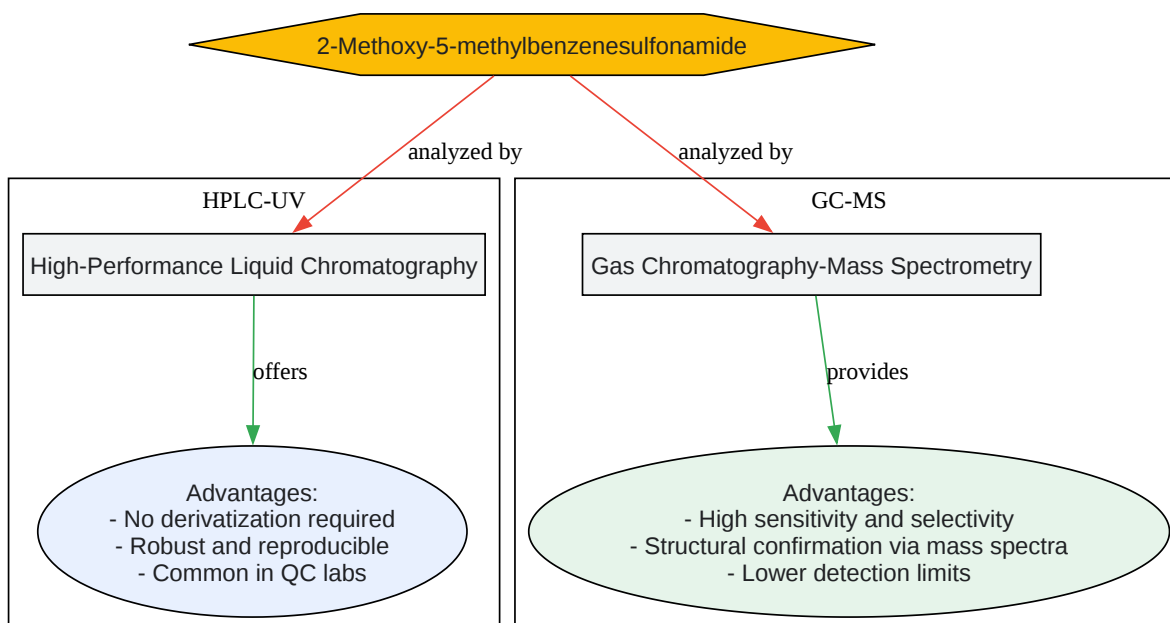 2-Methoxy-5-methylbenzenesulfonamide
analyzed by
analyzed by
HPLC-UV
High-Performance Liquid Chromatography
offers
Advantages:
- No derivatization required
- Robust and reproducible
- Common in QC labs
GC-MS
Gas Chromatography-Mass Spectrometry
provides
Advantages:
- High sensitivity and selectivity
- Structural confirmation via mass spectra
- Lower detection limits